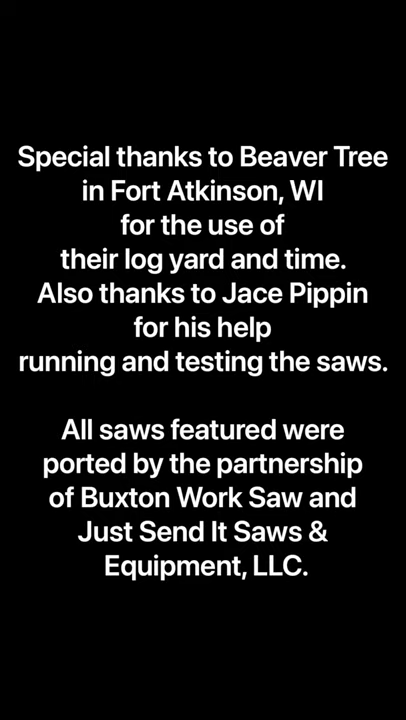 Special thanks to Beaver Tree
in Fort Atkinson, WI
for the use of
their log yard and time.
Also thanks to Jace Pippin
for his help
running and testing the saws.
All saws featured were
ported by the partnership
of Buxton Work Saw and
Just Send It Saws &
Equipment, LLC.